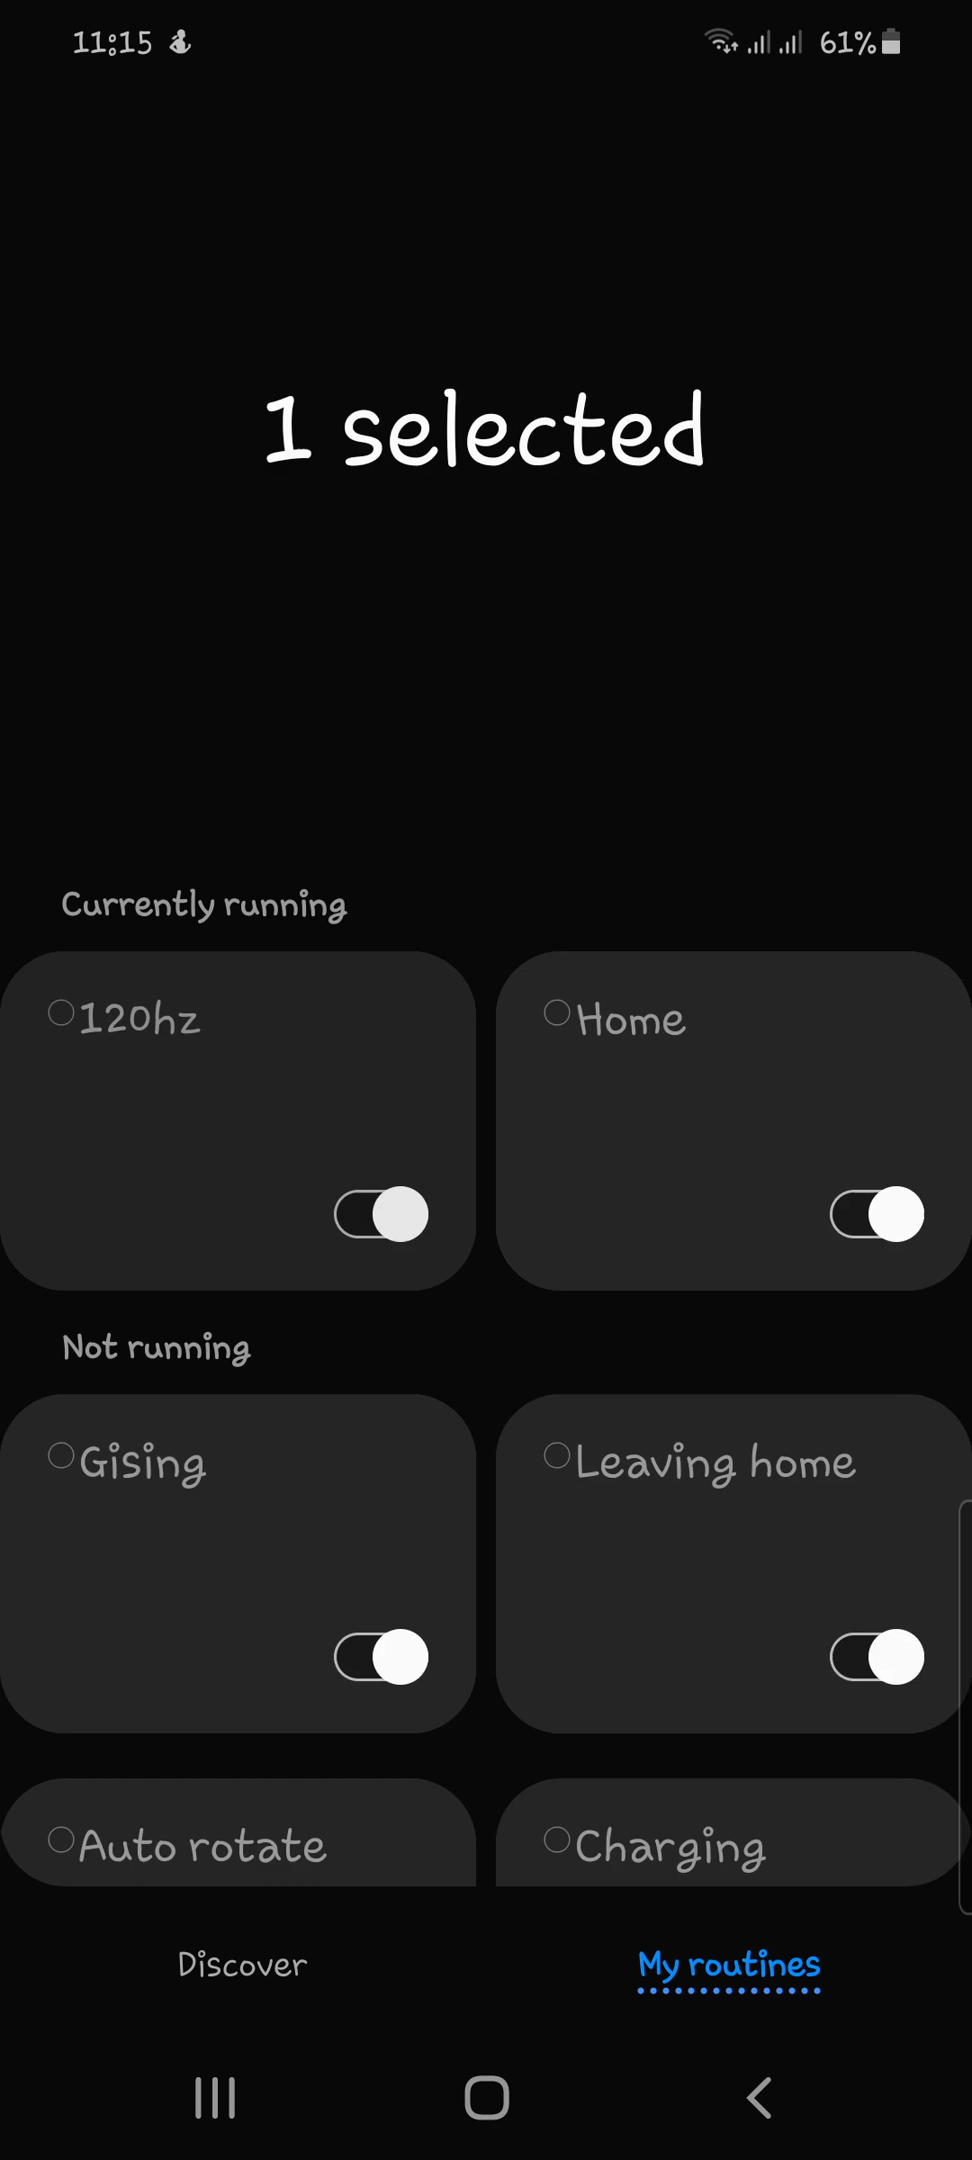 11:15 61%
1 selected
Currently running
120hz Home
Not running
Gising Leaving home
Auto rotate Charging
Discover My routines